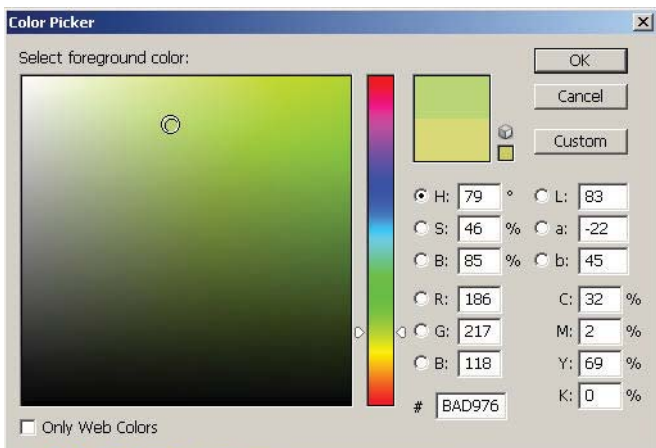 Color Picker
Select foreground color:
OK
Cancel
Custom
H: 79 ° L: 83
S: 46 % a: -22
B: 85 % b: 45
R: 186 C: 32 %
G: 217 M: 2 %
B: 118 Y: 69 %
# BAD976 K: 0 %
Only Web Colors